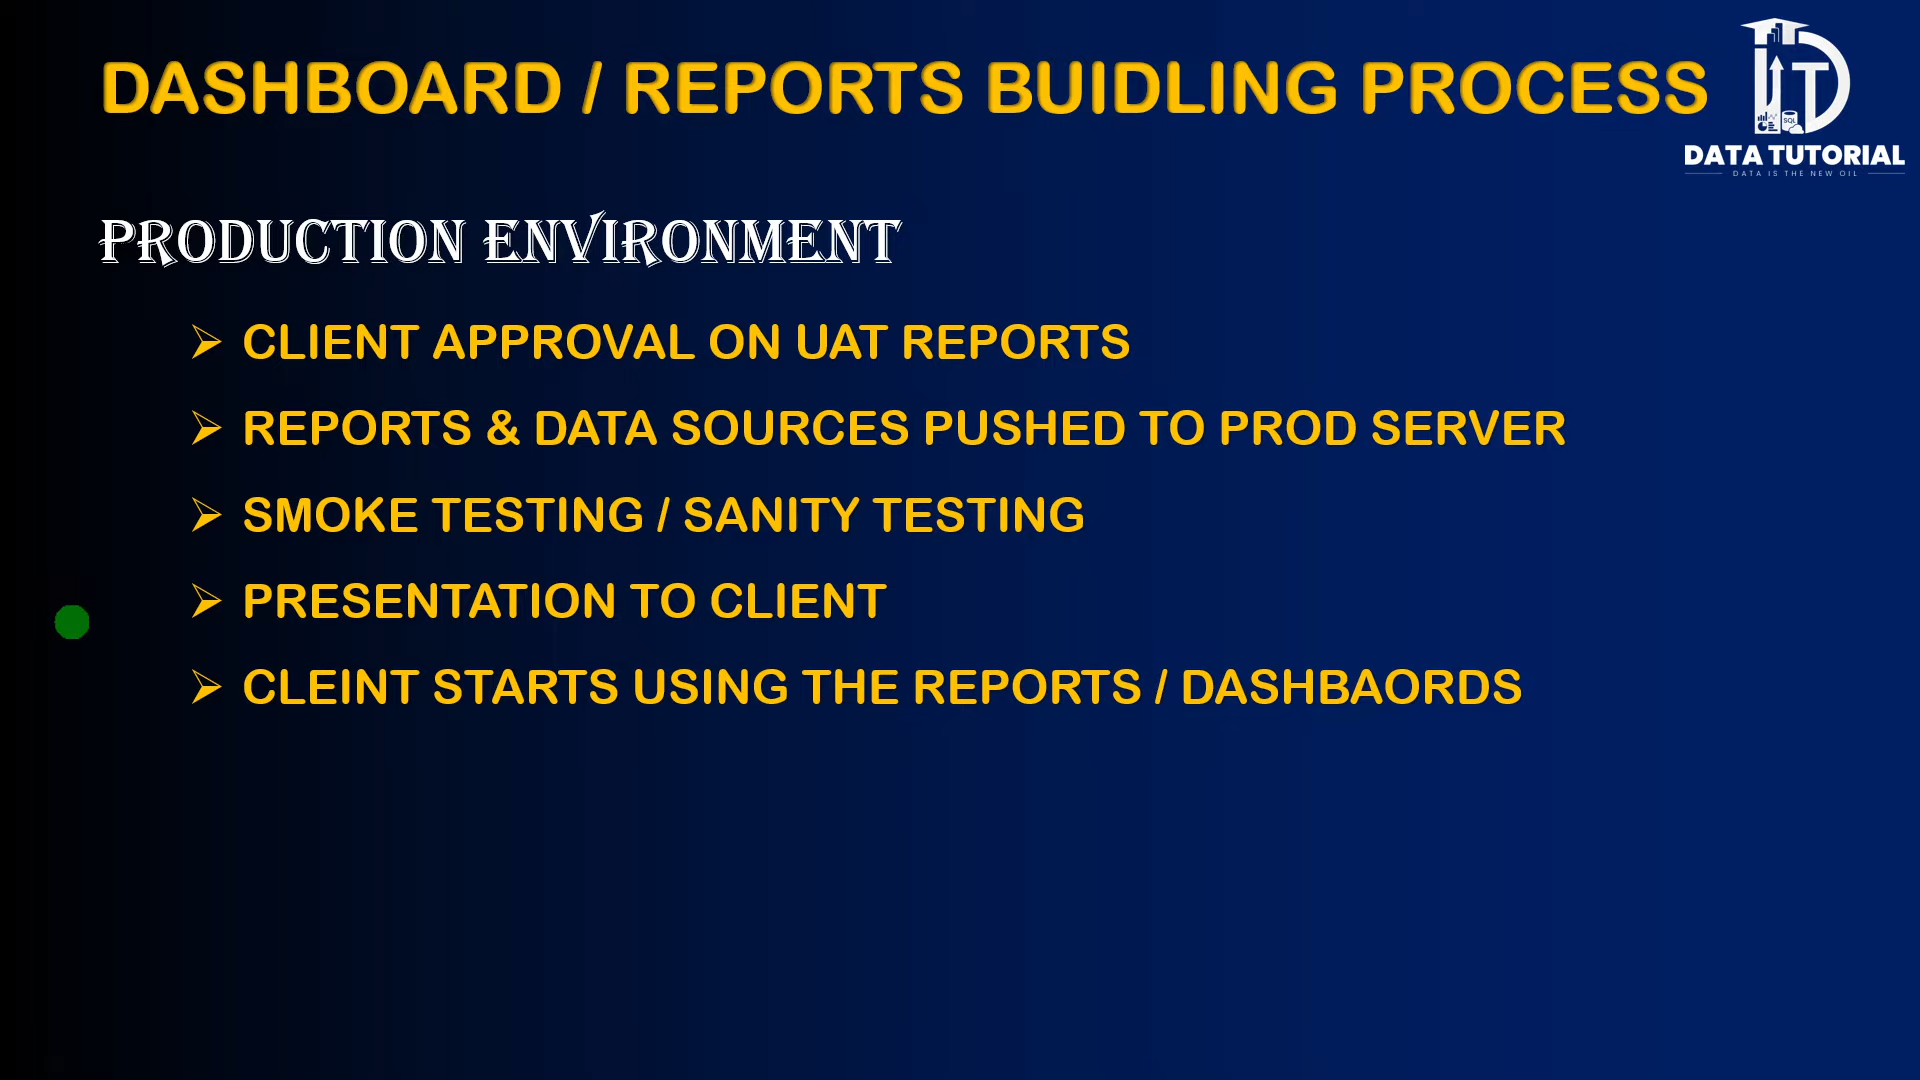 DASHBOARD / REPORTS BUIDLING PROCESS
DATA TUTORIAL
DATA IS THE NEW OIL
PRODUCTION ENVIRONMENT
CLIENT APPROVAL ON UAT REPORTS
REPORTS & DATA SOURCES PUSHED TO PROD SERVER
SMOKE TESTING / SANITY TESTING
PRESENTATION TO CLIENT
CLEINT STARTS USING THE REPORTS / DASHBAORDS